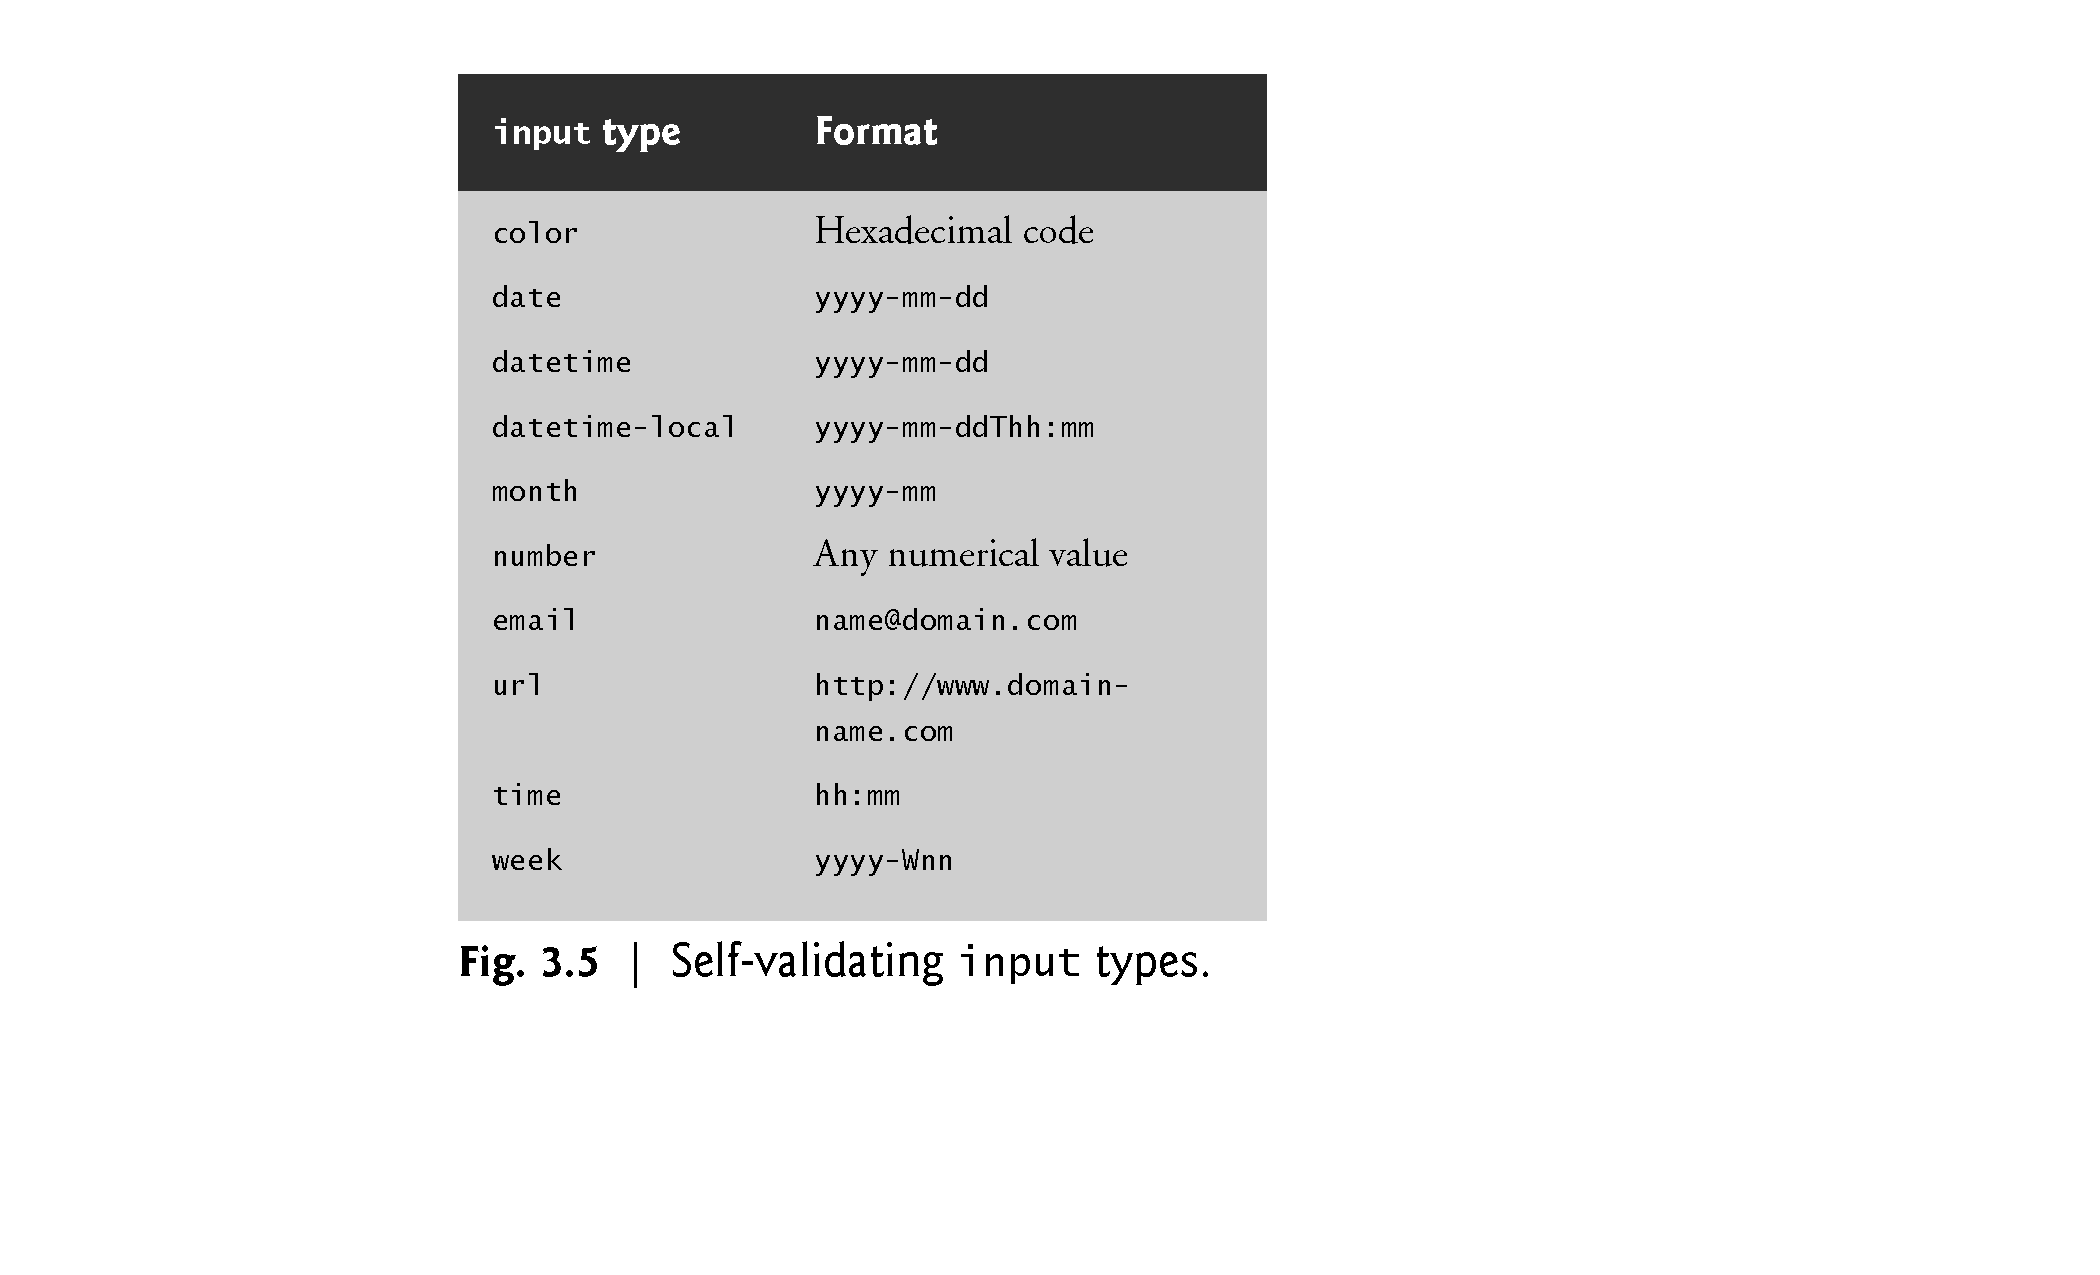 input type Format
color Hexadecimal code
date yyyy-mm-dd
datetime yyyy-mm-dd
datetime-local yyyy-mm-ddThh:mm
month yyyy-mm
number Any numerical value
email name@domain.com
url http://www.domain-
name.com
time hh:mm
week yyyy-Wnn
Fig. 3.5 | Self-validating input types.